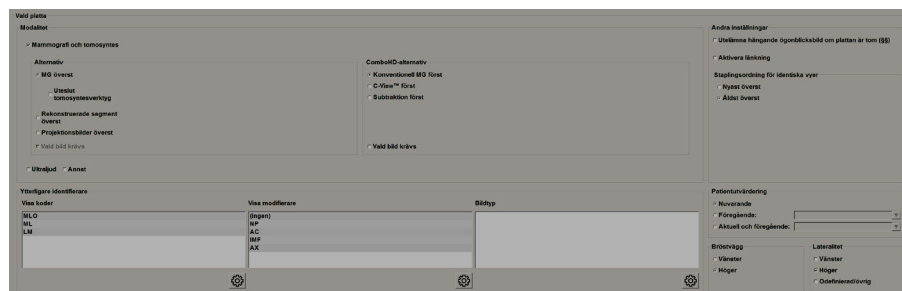 Vald platta
Modalitet
Mammografi och tomosyntes
Alternativ
MG överst
Uteslut
tomosyntesverktyg
Rekonstruerade segment
överst
Projektionsbilder överst
Vald bild krävs
ComboHD-alternativ
Konventionell MG först
C-View™ först
Subtraktion först
Vald bild krävs
Ultraljud
Annat
Andra inställningar
Utelämna hängande ögonblicksbild om plattan är tom (§§)
Aktivera länkning
Staplingsordning för identiska vyer
Nyast överst
Äldst överst
Ytterligare identifierare
Visa koder
MLO
ML
LM
Visa modifierare
(Ingen)
NP
AC
IMF
AX
Bildtyp
Patientutvärdering
Nuvarande
Föregående:
Aktuell och föregående:
Bröstvägg
Vänster
Höger
Lateralitet
Vänster
Höger
Odefinierad/övrig